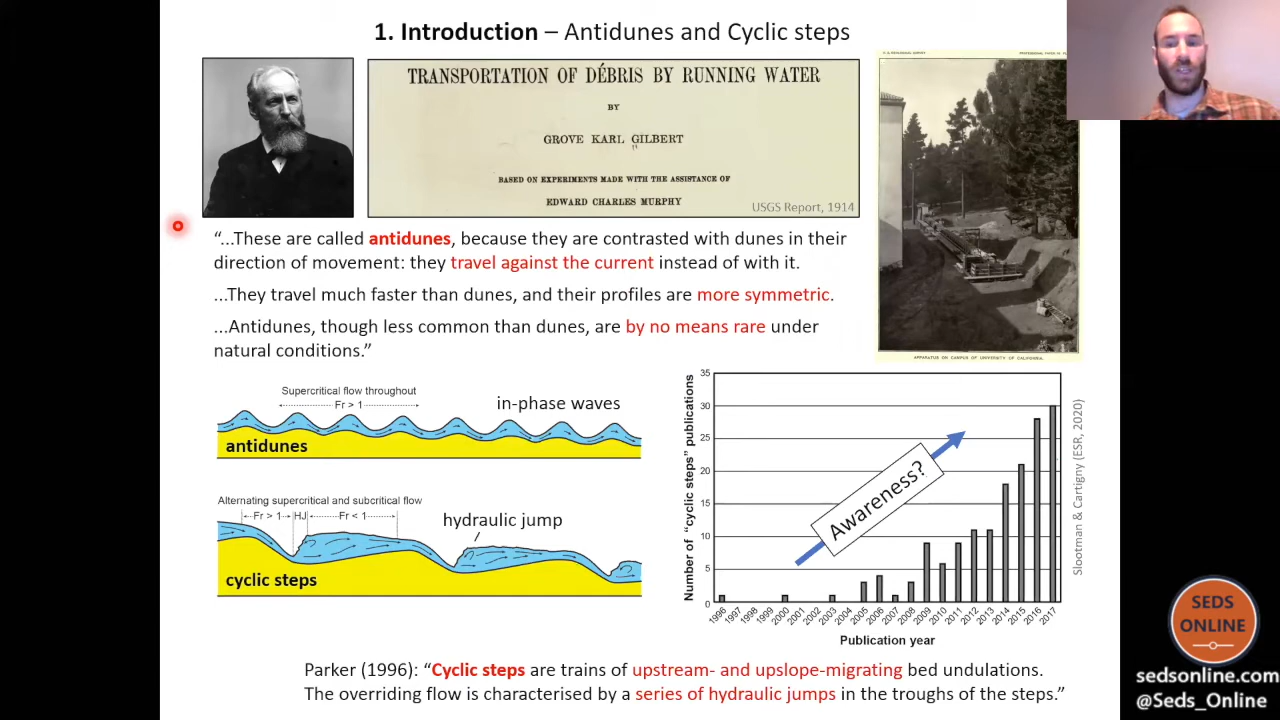 1. Introduction – Antidunes and Cyclic steps
TRANSPORTATION OF DÉBRIS BY RUNNING WATER
BY
GROVE KARL GILBERT
BASED ON EXPERIMENTS MADE WITH THE ASSISTANCE OF
EDWARD CHARLES MURPHY
USGS Report, 1914
APPARATUS ON CAMPUS OF UNIVERSITY OF CALIFORNIA.
“...These are called antidunes, because they are contrasted with dunes in their
direction of movement: they travel against the current instead of with it.
...They travel much faster than dunes, and their profiles are more symmetric.
...Antidunes, though less common than dunes, are by no means rare under
natural conditions.”
Supercritical flow throughout
Fr > 1
in-phase waves
antidunes
Alternating supercritical and subcritical flow
Fr > 1 HJ Fr < 1
hydraulic jump
cyclic steps
Number of “cyclic steps” publications
35
30
25
20
15
10
5
0
Awareness?
1996 1997 1998 1999 2000 2001 2002 2003 2004 2005 2006 2007 2008 2009 2010 2011 2012 2013 2014 2015 2016 2017
Publication year
Slootman & Cartigny (ESR, 2020)
Parker (1996): “Cyclic steps are trains of upstream- and upslope-migrating bed undulations.
The overriding flow is characterised by a series of hydraulic jumps in the troughs of the steps.”
SEDS
ONLINE
sedsonline.com
@Seds_Online